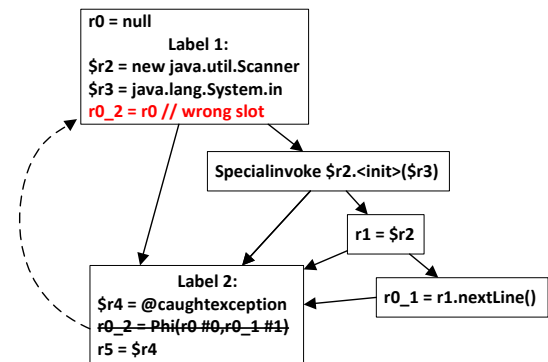 r0 = null
Label 1:
$r2 = new java.util.Scanner
$r3 = java.lang.System.in
r0_2 = r0 // wrong slot
Specialinvoke $r2.<init>($r3)
r1 = $r2
r0_1 = r1.nextLine()
Label 2:
$r4 = @caughtexception
r0_2 = Phi(r0 #0,r0_1 #1)
r5 = $r4